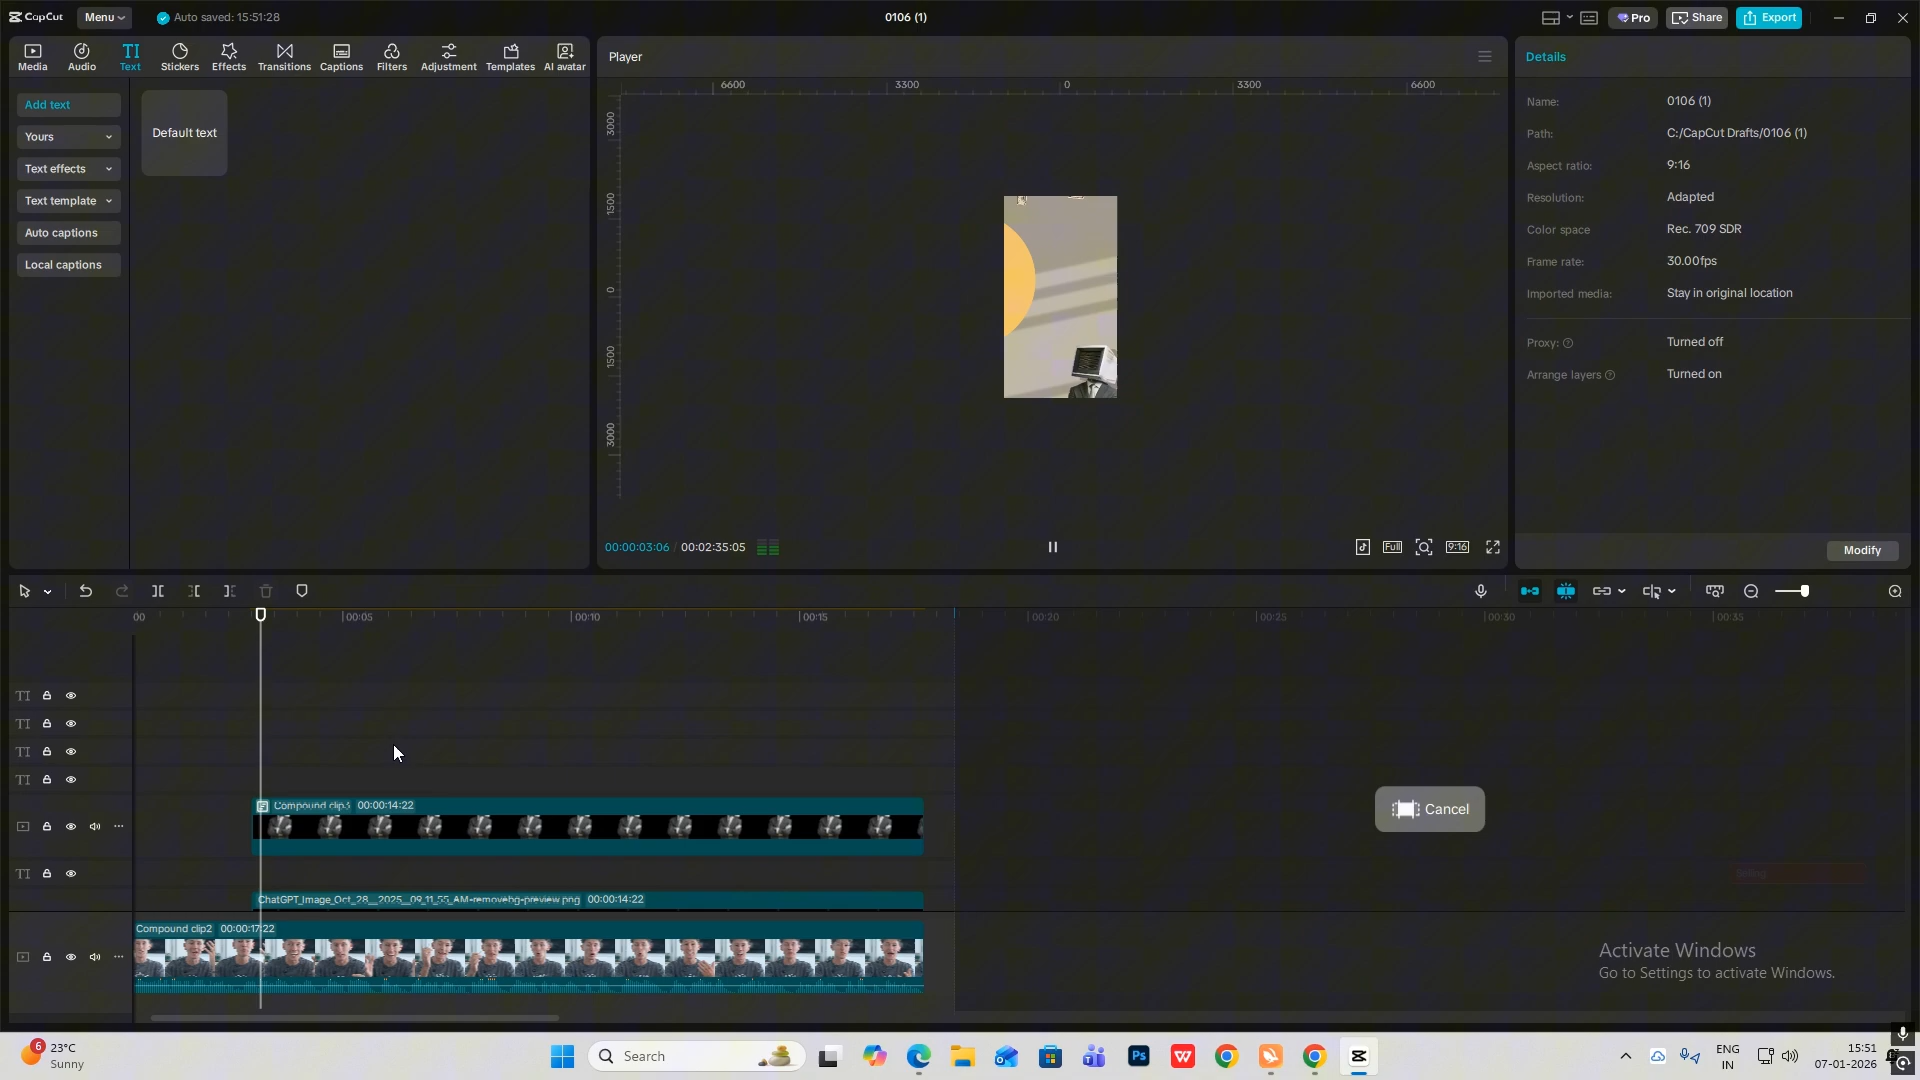 CapCut
Menu
Auto saved: 15:51:28
0106 (1)
Pro
Share
Export
Media
Audio
TI
Text
Stickers
Effects
Transitions
Captions
Filters
Adjustment
Templates
AI avatar
Add text
Yours
Text effects
Text template
Auto captions
Local captions
Default text
Player
6600
3300
0
3300
6600
3000
1500
0
1500
3000
00:00:03:06 / 00:02:35:05
Full
9:16
Details
Name: 0106 (1)
Path: C:/CapCut Drafts/0106 (1)
Aspect ratio: 9:16
Resolution: Adapted
Color space Rec. 709 SDR
Frame rate: 30.00fps
Imported media: Stay in original location
Proxy: Turned off
Arrange layers Turned on
Modify
00
00:05
00:10
00:15
00:20
00:25
00:30
00:35
TI
TI
TI
TI
Compound clip3 00:00:14:22
Cancel
TI
ChatGPT_Image_Oct_28__2025__09_11_55_AM-removebg-preview.png 00:00:14:22
Compound clip2 00:00:17:22
Activate Windows
Go to Settings to activate Windows.
6
23°C
Sunny
Search
Ps
W
ENG
IN
15:51
07-01-2026